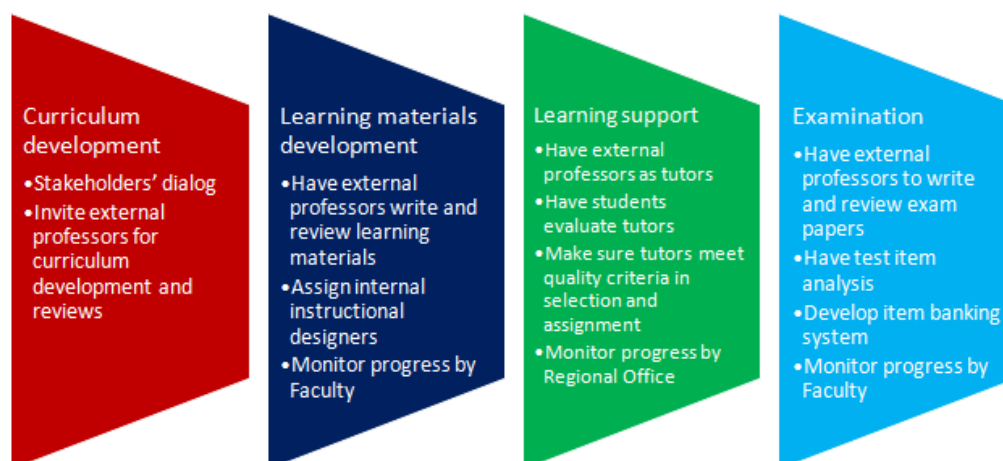 Curriculum
development
•Stakeholders' dialog
•Invite external
professors for
curriculum
development and
reviews
Learning materials
development
•Have external
professors write and
review learning
materials
•Assign internal
instructional
designers
•Monitor progress by
Faculty
Learning support
•Have external
professors as tutors
•Have students
evaluate tutors
•Make sure tutors meet
quality criteria in
selection and
assignment
•Monitor progress by
Regional Office
Examination
•Have external
professors to write
and review exam
papers
•Have test item
analysis
•Develop item banking
system
•Monitor progress by
Faculty